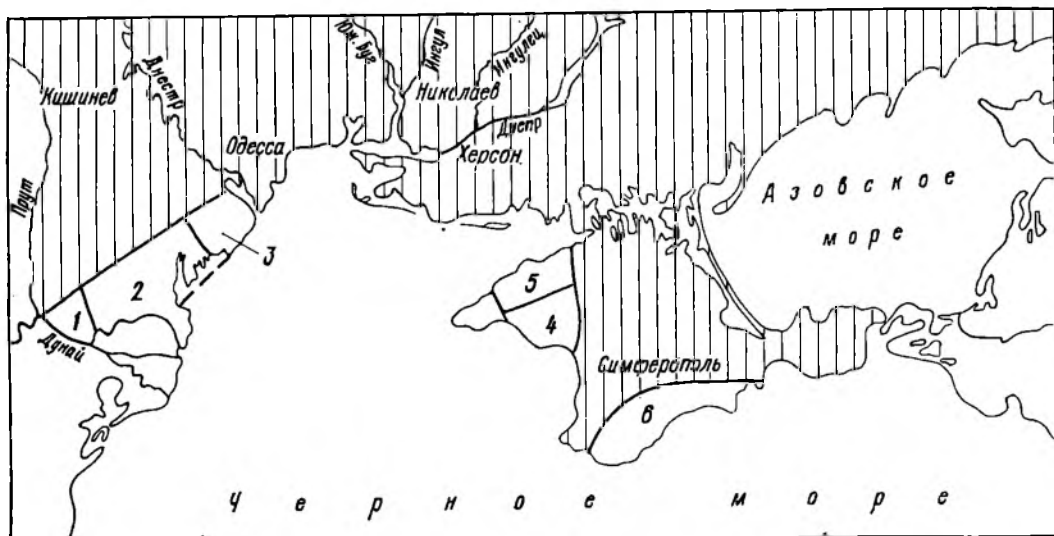 Юж. Буг
Ингул
Ингулец
Днестр
Кишинев
Николаев
Днепр
Одесса
Херсон
Прут
Азовское
море
3
2
5
1
4
Дунай
Симферополь
6
Черное море